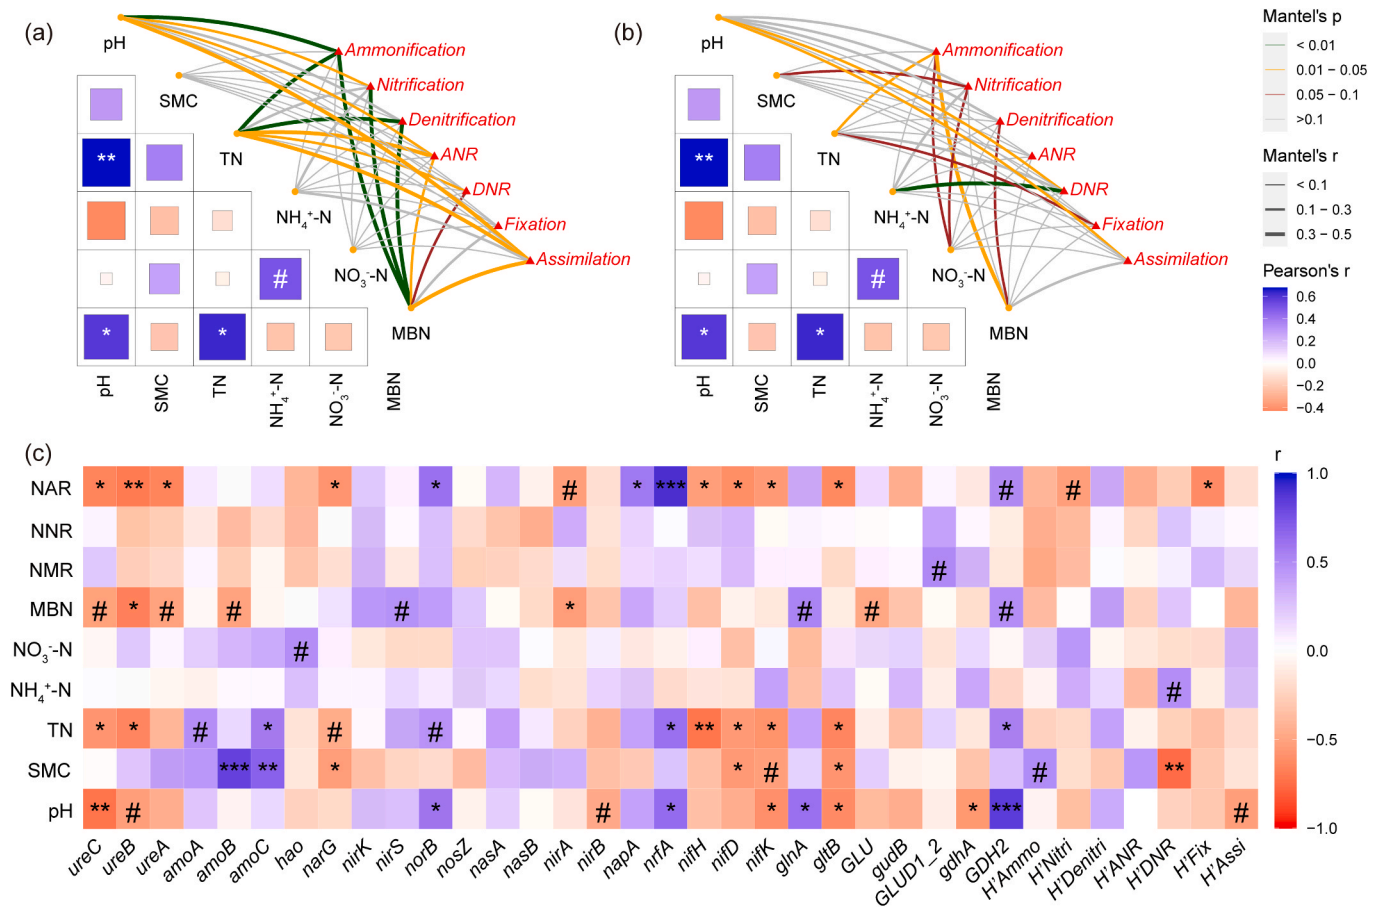 (a)
pH
SMC
TN
NH4+-N
NO3--N
MBN
Ammonification
Nitrification
Denitrification
ANR
DNR
Fixation
Assimilation
**
#
* *
pH SMC TN NH4+-N NO3--N MBN
(b)
pH
SMC
TN
NH4+-N
NO3--N
MBN
Ammonification
Nitrification
Denitrification
ANR
DNR
Fixation
Assimilation
**
#
* *
pH SMC TN NH4+-N NO3--N MBN
Mantel's p
< 0.01
0.01 − 0.05
0.05 − 0.1
>0.1
Mantel's r
< 0.1
0.1 − 0.3
0.3 − 0.5
Pearson's r
0.6
0.4
0.2
0.0
−0.2
−0.4
(c)
NAR * ** * * * # * *** * * * * # # *
NNR
NMR #
MBN # * # # # * # # #
NO3--N #
NH4+-N #
TN * * # * # # * ** * * * *
SMC *** ** * * # * # **
pH ** # * # * * * * * *** #
ureC ureB ureA amoA amoB amoC hao narG nirK nirS norB nosZ nasA nasB nirA nirB napA nrfA nifH nifD nifK glnA gltB GLU gudB GLUD1_2 gdhA GDH2 H'Ammo H'Nitri H'Denitri H'ANR H'DNR H'Fix H'Assi
r
1.0
0.5
0.0
−0.5
−1.0